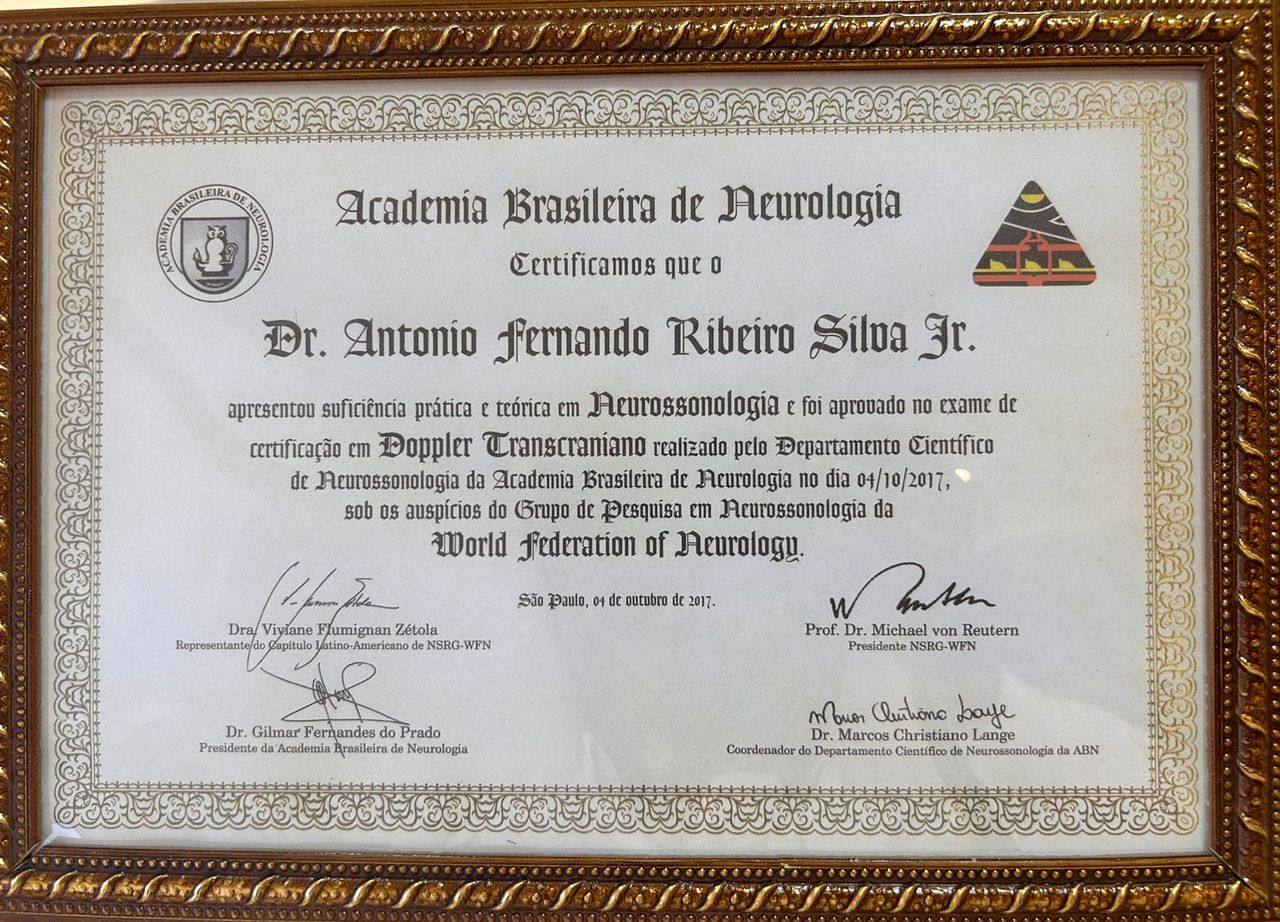 ACADEMIA BRASILEIRA DE NEUROLOGIA
Academia Brasileira de Neurologia
Certificamos que o
Dr. Antonio Fernando Ribeiro Silva Jr.
apresentou suficiência prática e teórica em Neurossonologia e foi aprovado no exame de
certificação em Doppler Transcraniano realizado pelo Departamento Científico
de Neurossonologia da Academia Brasileira de Neurologia no dia 04/10/2017,
sob os auspícios do Grupo de Pesquisa em Neurossonologia da
World Federation of Neurology.
São Paulo, 04 de outubro de 2017.
Dra. Viviane Flumignan Zétola
Representante do Capítulo Latino-Americano de NSRG-WFN
Prof. Dr. Michael von Reutern
Presidente NSRG-WFN
Dr. Gilmar Fernandes do Prado
Presidente da Academia Brasileira de Neurologia
Marcos Christiano Lange
Dr. Marcos Christiano Lange
Coordenador do Departamento Científico de Neurossonologia da ABN